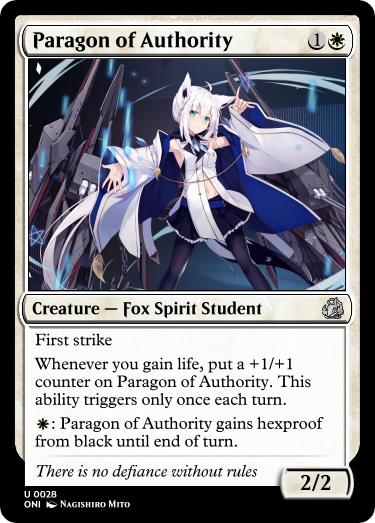 Paragon of Authority 1
Creature — Fox Spirit Student
First strike
Whenever you gain life, put a +1/+1
counter on Paragon of Authority. This
ability triggers only once each turn.
: Paragon of Authority gains hexproof
from black until end of turn.
There is no defiance without rules
2/2
U 0028
ONI Nagishiro Mito